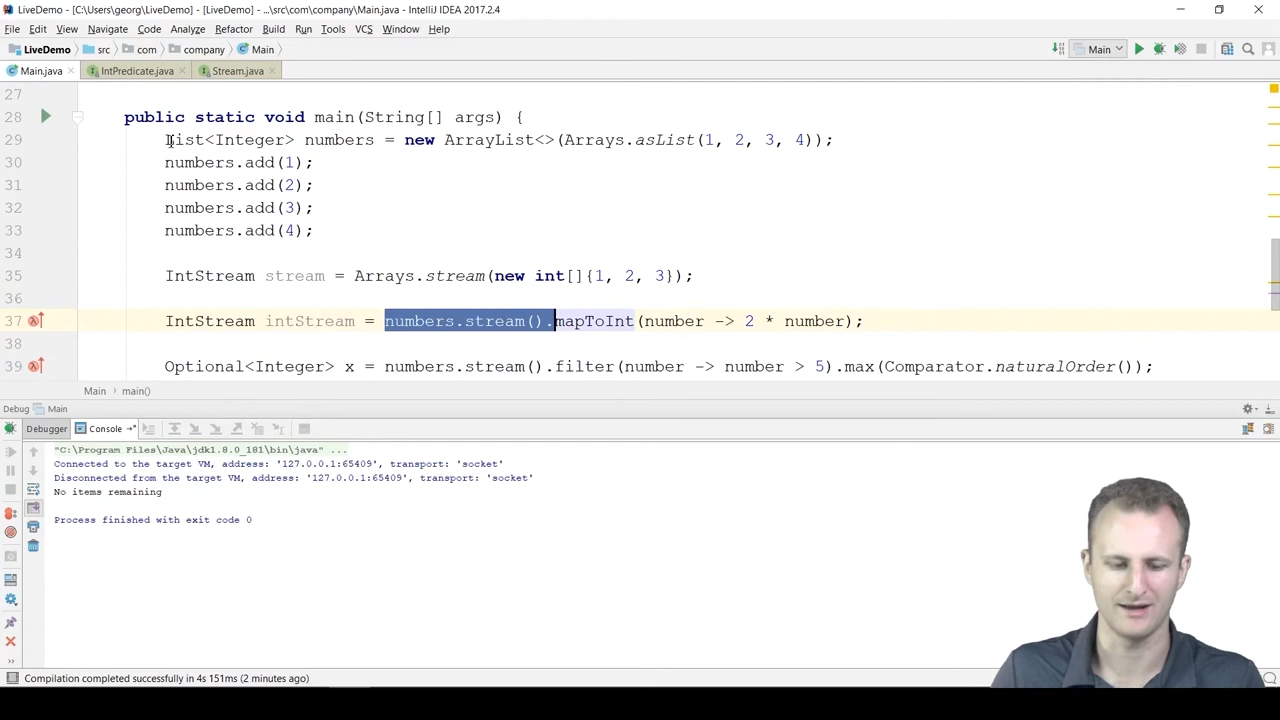 LiveDemo - [C:\Users\georg\LiveDemo] - [LiveDemo] - ...\src\com\company\Main.java - IntelliJ IDEA 2017.2.4
File Edit View Navigate Code Analyze Refactor Build Run Tools VCS Window Help
LiveDemo src com company Main Main
Main.java IntPredicate.java Stream.java
27
28 public static void main(String[] args) {
29 List<Integer> numbers = new ArrayList<>(Arrays.asList(1, 2, 3, 4));
30 numbers.add(1);
31 numbers.add(2);
32 numbers.add(3);
33 numbers.add(4);
34
35 IntStream stream = Arrays.stream(new int[]{1, 2, 3});
36
37 IntStream intStream = numbers.stream().mapToInt(number -> 2 * number);
38
39 Optional<Integer> x = numbers.stream().filter(number -> number > 5).max(Comparator.naturalOrder());
Main main()
Debug Main
Debugger Console
"C:\Program Files\Java\jdk1.8.0_181\bin\java" ...
Connected to the target VM, address: '127.0.0.1:65409', transport: 'socket'
Disconnected from the target VM, address: '127.0.0.1:65409', transport: 'socket'
No items remaining
Process finished with exit code 0
Compilation completed successfully in 4s 151ms (2 minutes ago)